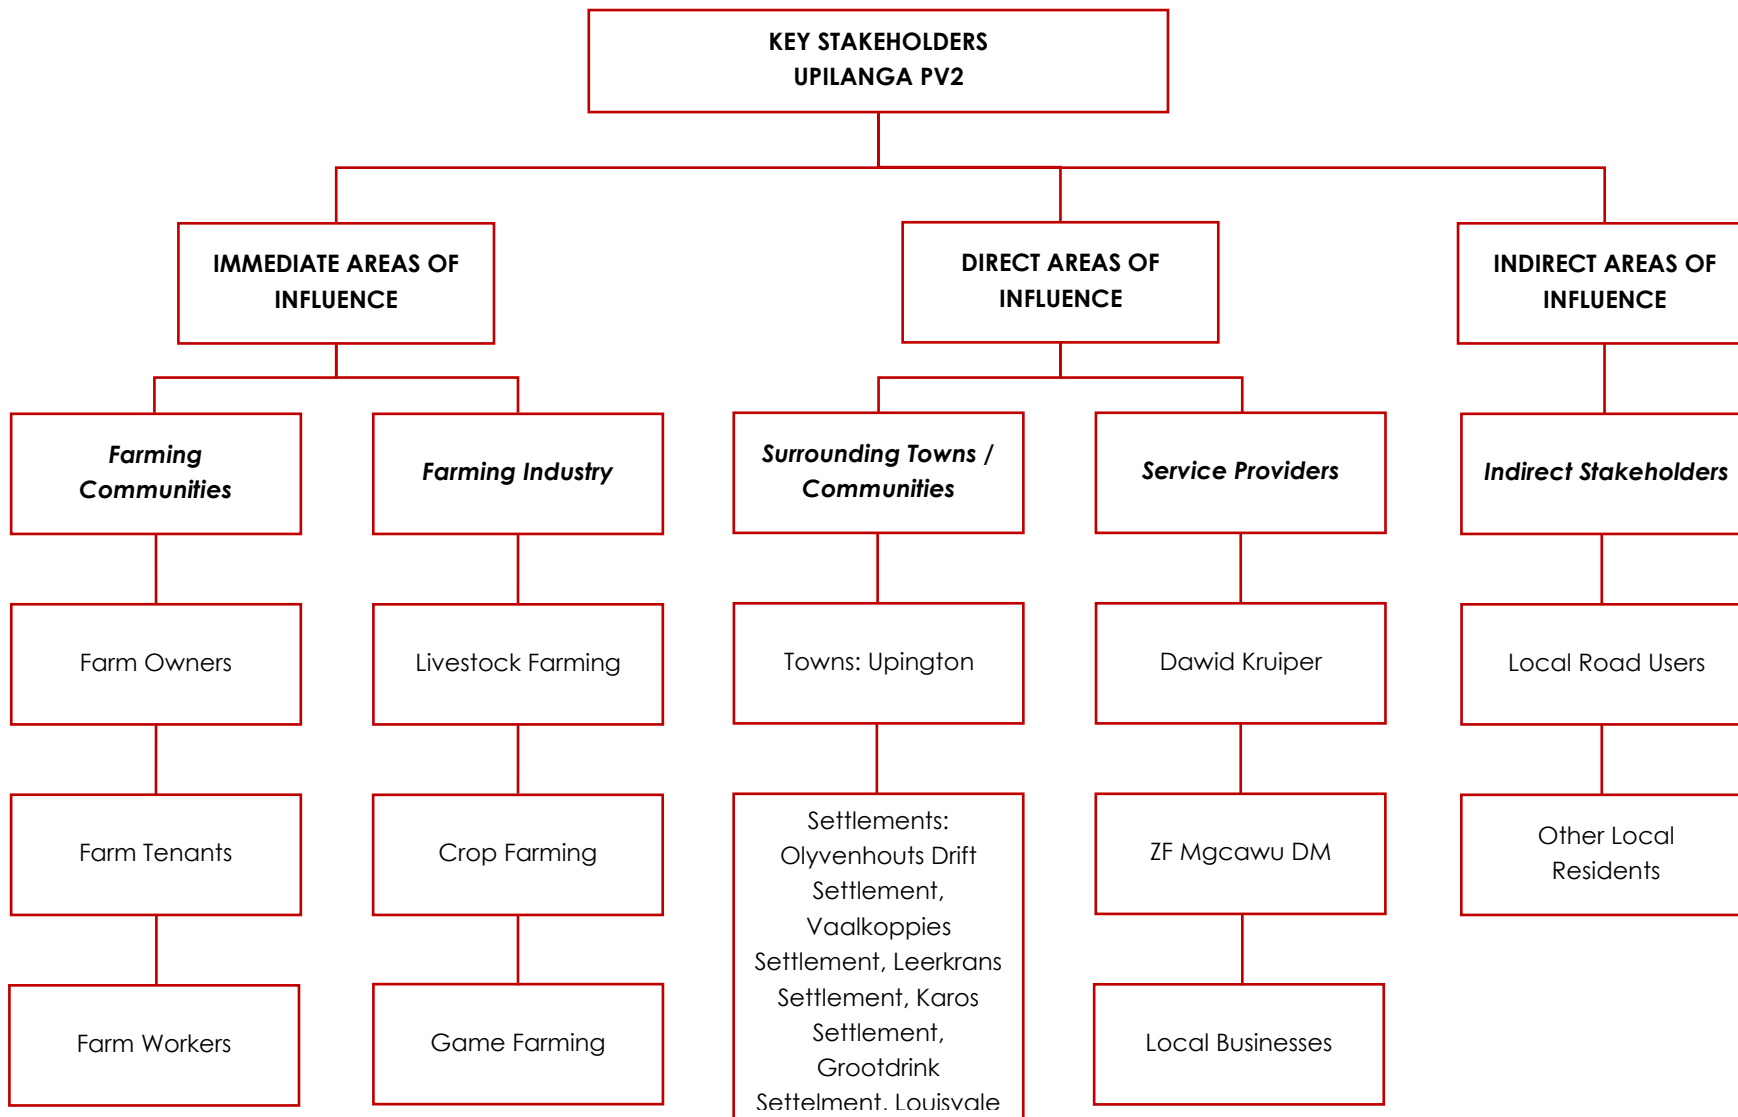 KEY STAKEHOLDERS
UPILANGA PV2
IMMEDIATE AREAS OF
INFLUENCE
DIRECT AREAS OF
INFLUENCE
INDIRECT AREAS OF
INFLUENCE
Farming
Communities
Farming Industry
Surrounding Towns /
Communities
Service Providers
Indirect Stakeholders
Farm Owners
Livestock Farming
Towns: Upington
Dawid Kruiper
Local Road Users
Farm Tenants
Crop Farming
Settlements:
Olyvenhouts Drift
Settlement,
Vaalkoppies
Settlement, Leerkrans
Settlement, Karos
Settlement,
Grootdrink
Settelment, Louisvale
ZF Mgcawu DM
Other Local
Residents
Farm Workers
Game Farming
Local Businesses